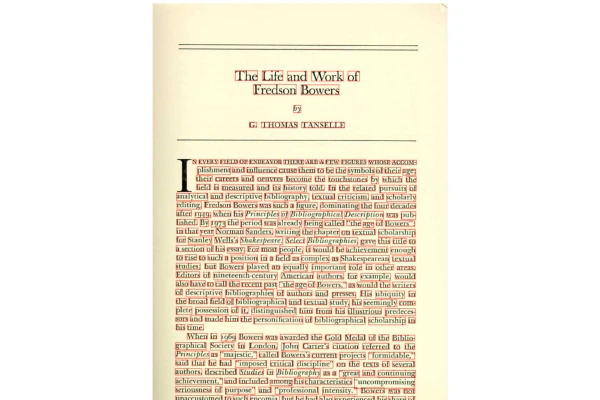 The Life and Work of
Fredson Bowers
by
G. THOMAS TANSELLE
IN EVERY FIELD OF ENDEAVOR THERE ARE A FEW FIGURES WHOSE ACCOM-
plishment and influence cause them to be the symbols of their age;
their careers and oeuvres become the touchstones by which the
field is measured and its history told. In the related pursuits of
analytical and descriptive bibliography, textual criticism, and scholarly
editing, Fredson Bowers was such a figure, dominating the four decades
after 1949, when his Principles of Bibliographical Description was pub-
lished. By 1973 the period was already being called "the age of Bowers":
in that year Norman Sanders, writing the chapter on textual scholarship
for Stanley Wells's Shakespeare: Select Bibliographies, gave this title to
a section of his essay. For most people, it would be achievement enough
to rise to such a position in a field as complex as Shakespearean textual
studies; but Bowers played an equally important role in other areas.
Editors of nineteenth-century American authors, for example, would
also have to call the recent past "the age of Bowers," as would the writers
of descriptive bibliographies of authors and presses. His ubiquity in
the broad field of bibliographical and textual study, his seemingly com-
plete possession of it, distinguished him from his illustrious predeces-
sors and made him the personification of bibliographical scholarship in
his time.
When in 1969 Bowers was awarded the Gold Medal of the Biblio-
graphical Society in London, John Carter's citation referred to the
Principles as "majestic," called Bowers's current projects "formidable,"
said that he had "imposed critical discipline" on the texts of several
authors, described Studies in Bibliography as a "great and continuing
achievement," and included among his characteristics "uncompromising
seriousness of purpose" and "professional intensity." Bowers was not
unaccustomed to such encomia, but he had also experienced his share of